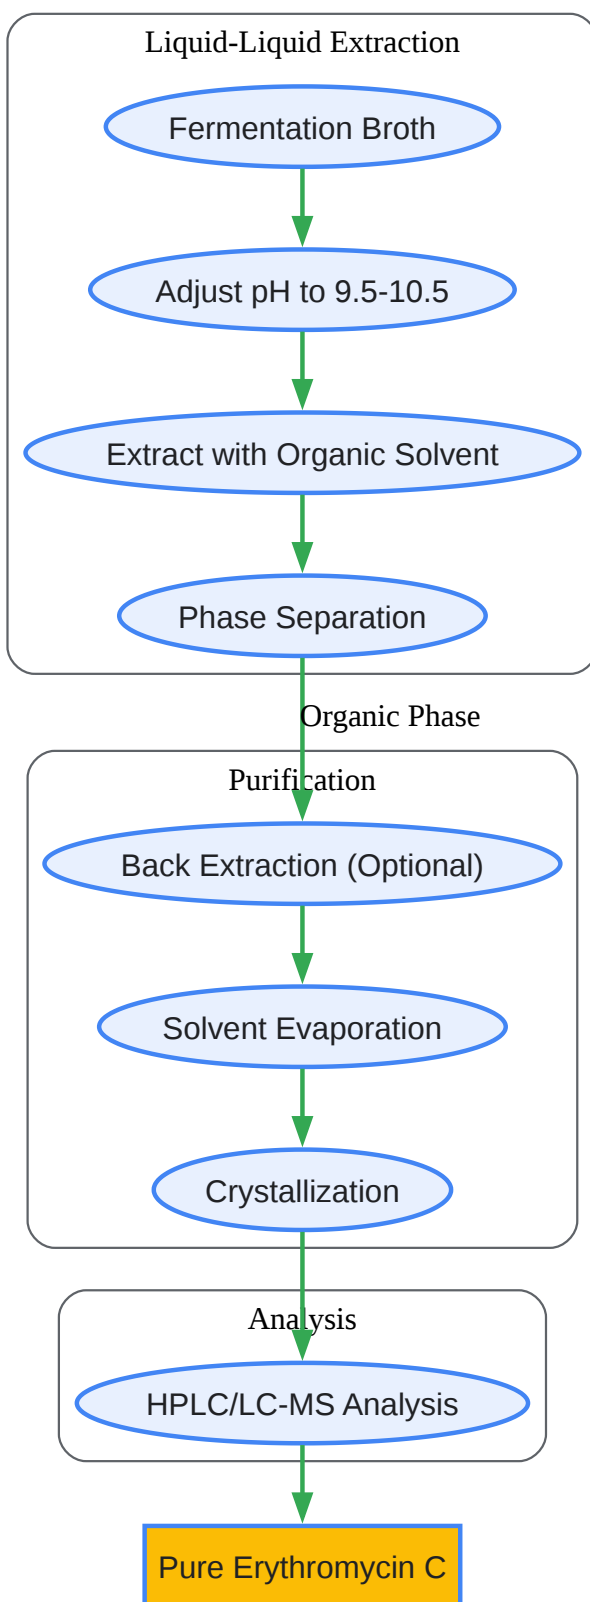 Liquid-Liquid Extraction
Fermentation Broth
Adjust pH to 9.5-10.5
Extract with Organic Solvent
Phase Separation
Organic Phase
Purification
Back Extraction (Optional)
Solvent Evaporation
Crystallization
Analysis
HPLC/LC-MS Analysis
Pure Erythromycin C